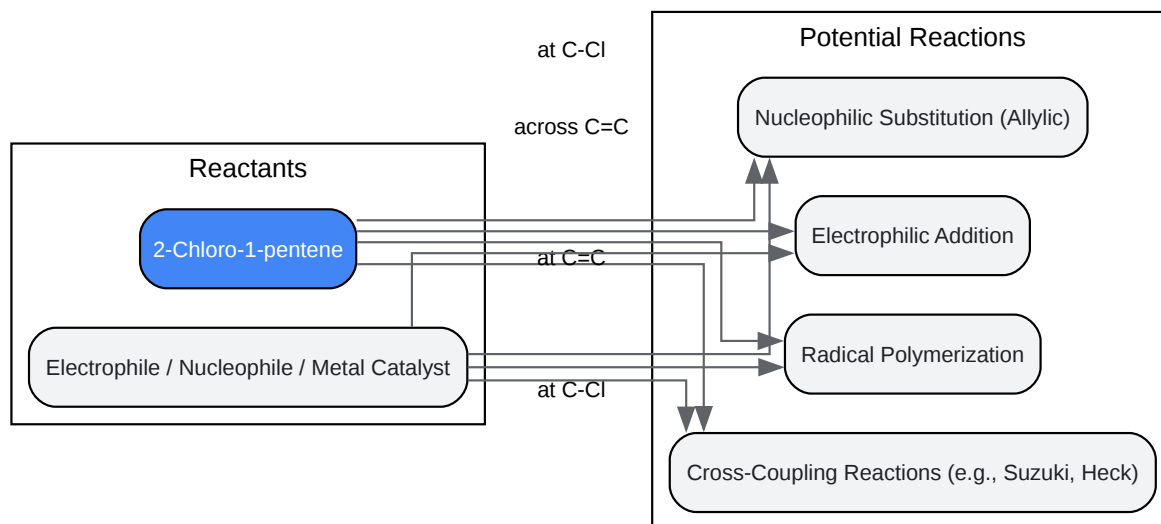 Reactants
2-Chloro-1-pentene
Electrophile / Nucleophile / Metal Catalyst
at C-Cl
across C=C
at C=C
at C-Cl
Potential Reactions
Nucleophilic Substitution (Allylic)
Electrophilic Addition
Radical Polymerization
Cross-Coupling Reactions (e.g., Suzuki, Heck)